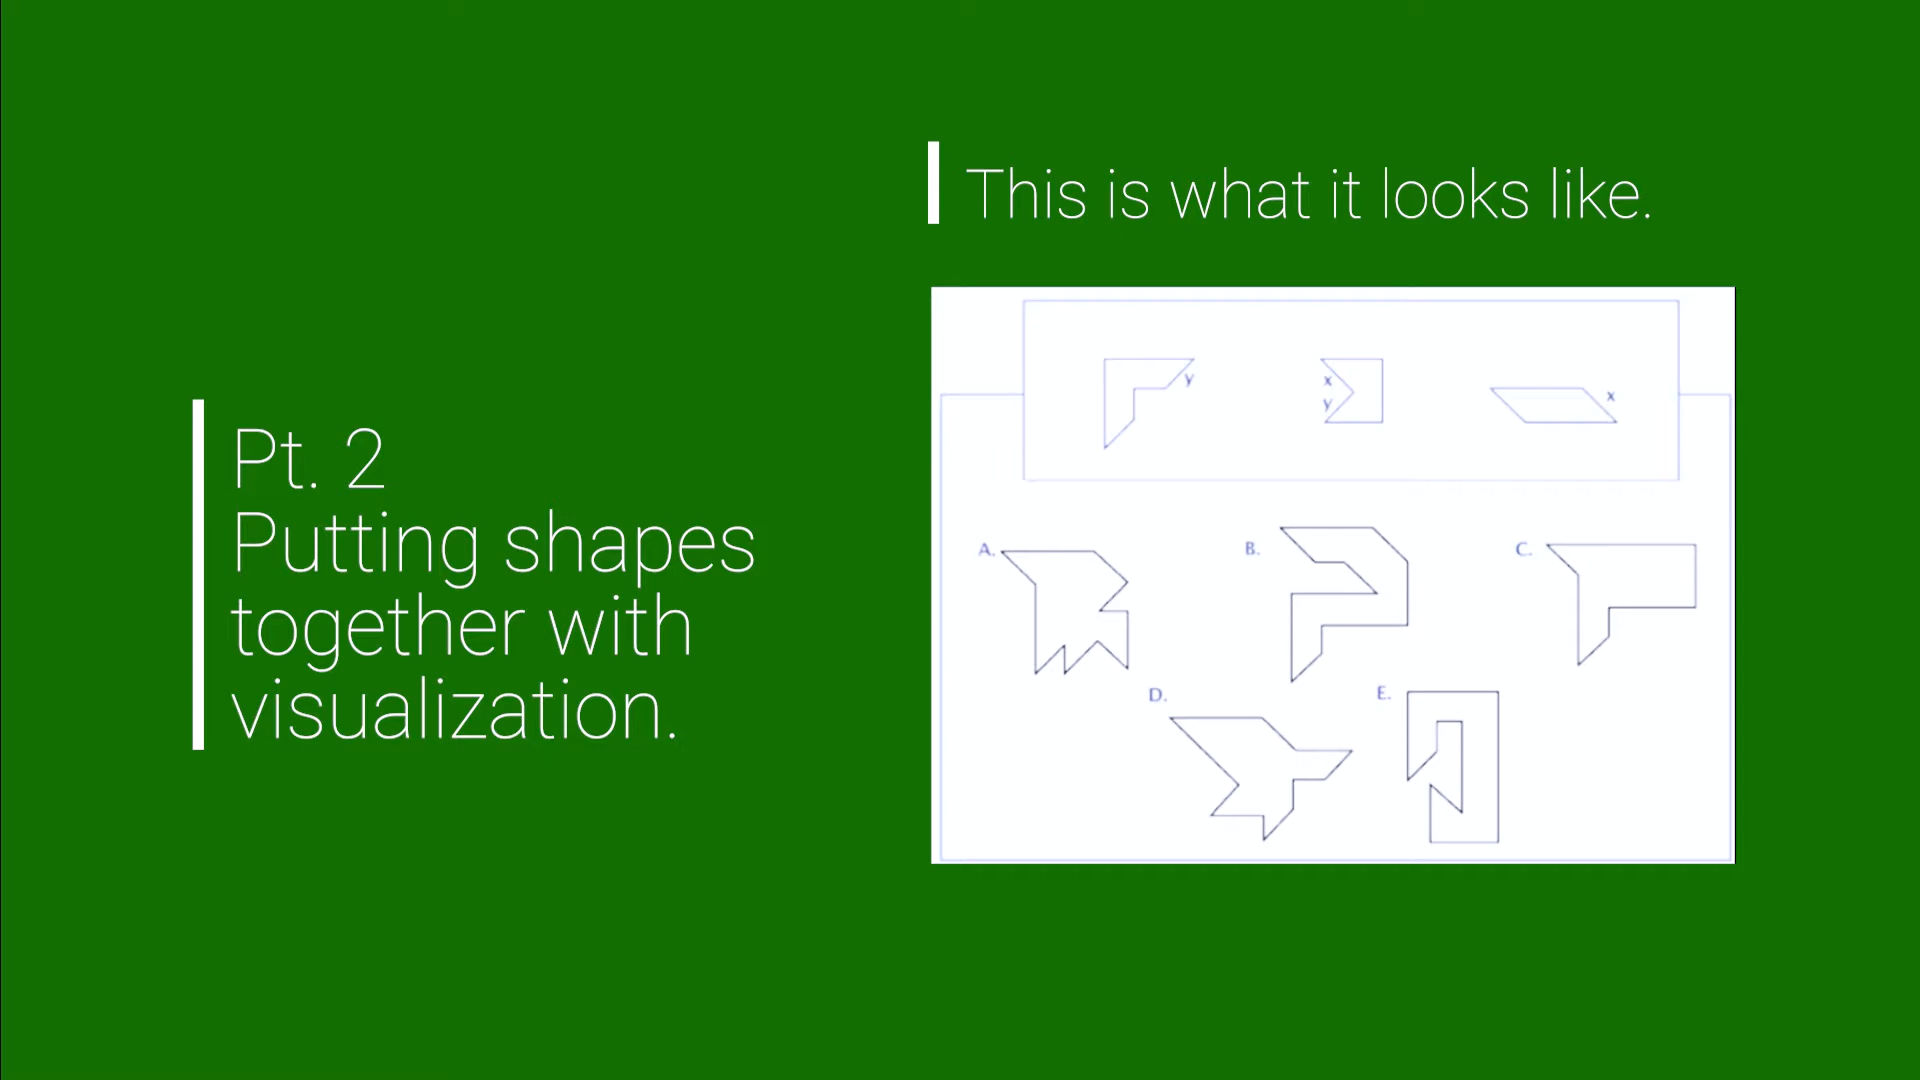 Pt. 2
Putting shapes
together with
visualization.
This is what it looks like.
y
x
y
x
A.
B.
C.
D.
E.